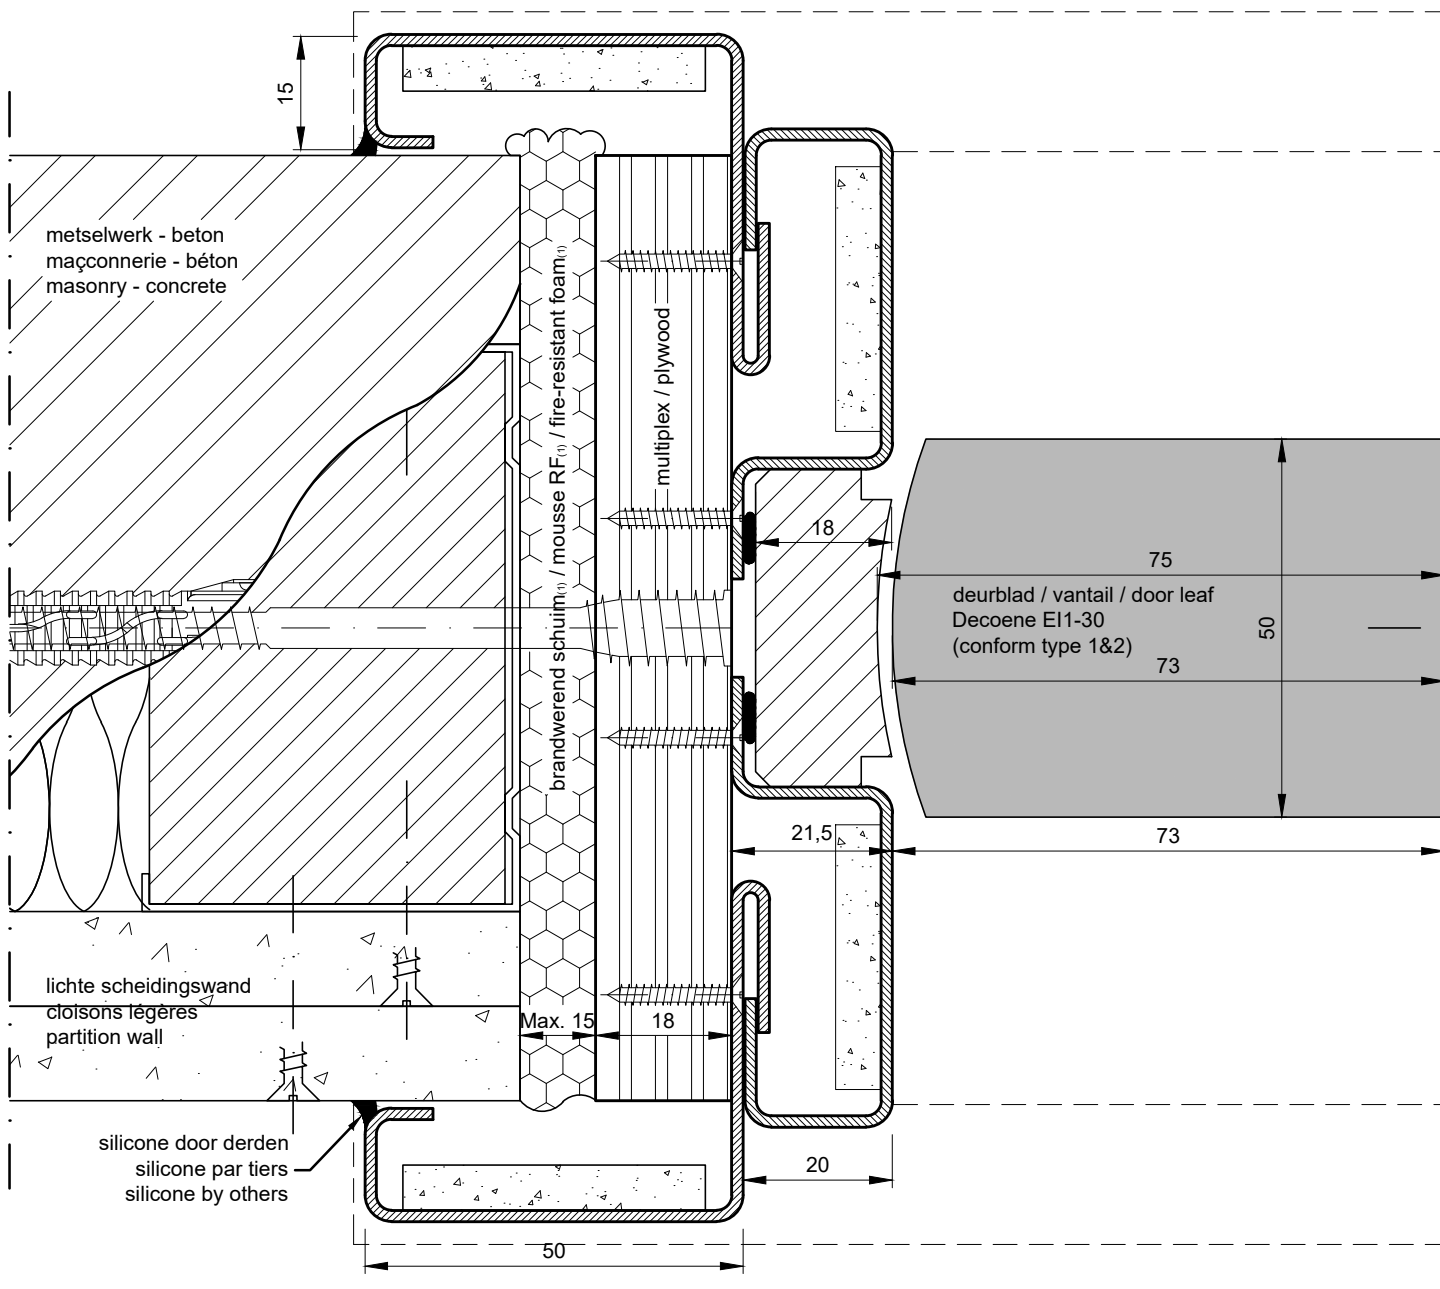 15
metselwerk - beton
maçconnerie - béton
masonry - concrete
brandwerend schuim(1) / mousse RF(1) / fire-resistant foam(1)
multiplex / plywood
18
75
deurblad / vantail / door leaf
Decoene EI1-30
(conform type 1&2)
50
73
21,5
73
lichte scheidingswand
cloisons légères
partition wall
Max. 15
18
silicone door derden
silicone par tiers
silicone by others
20
50